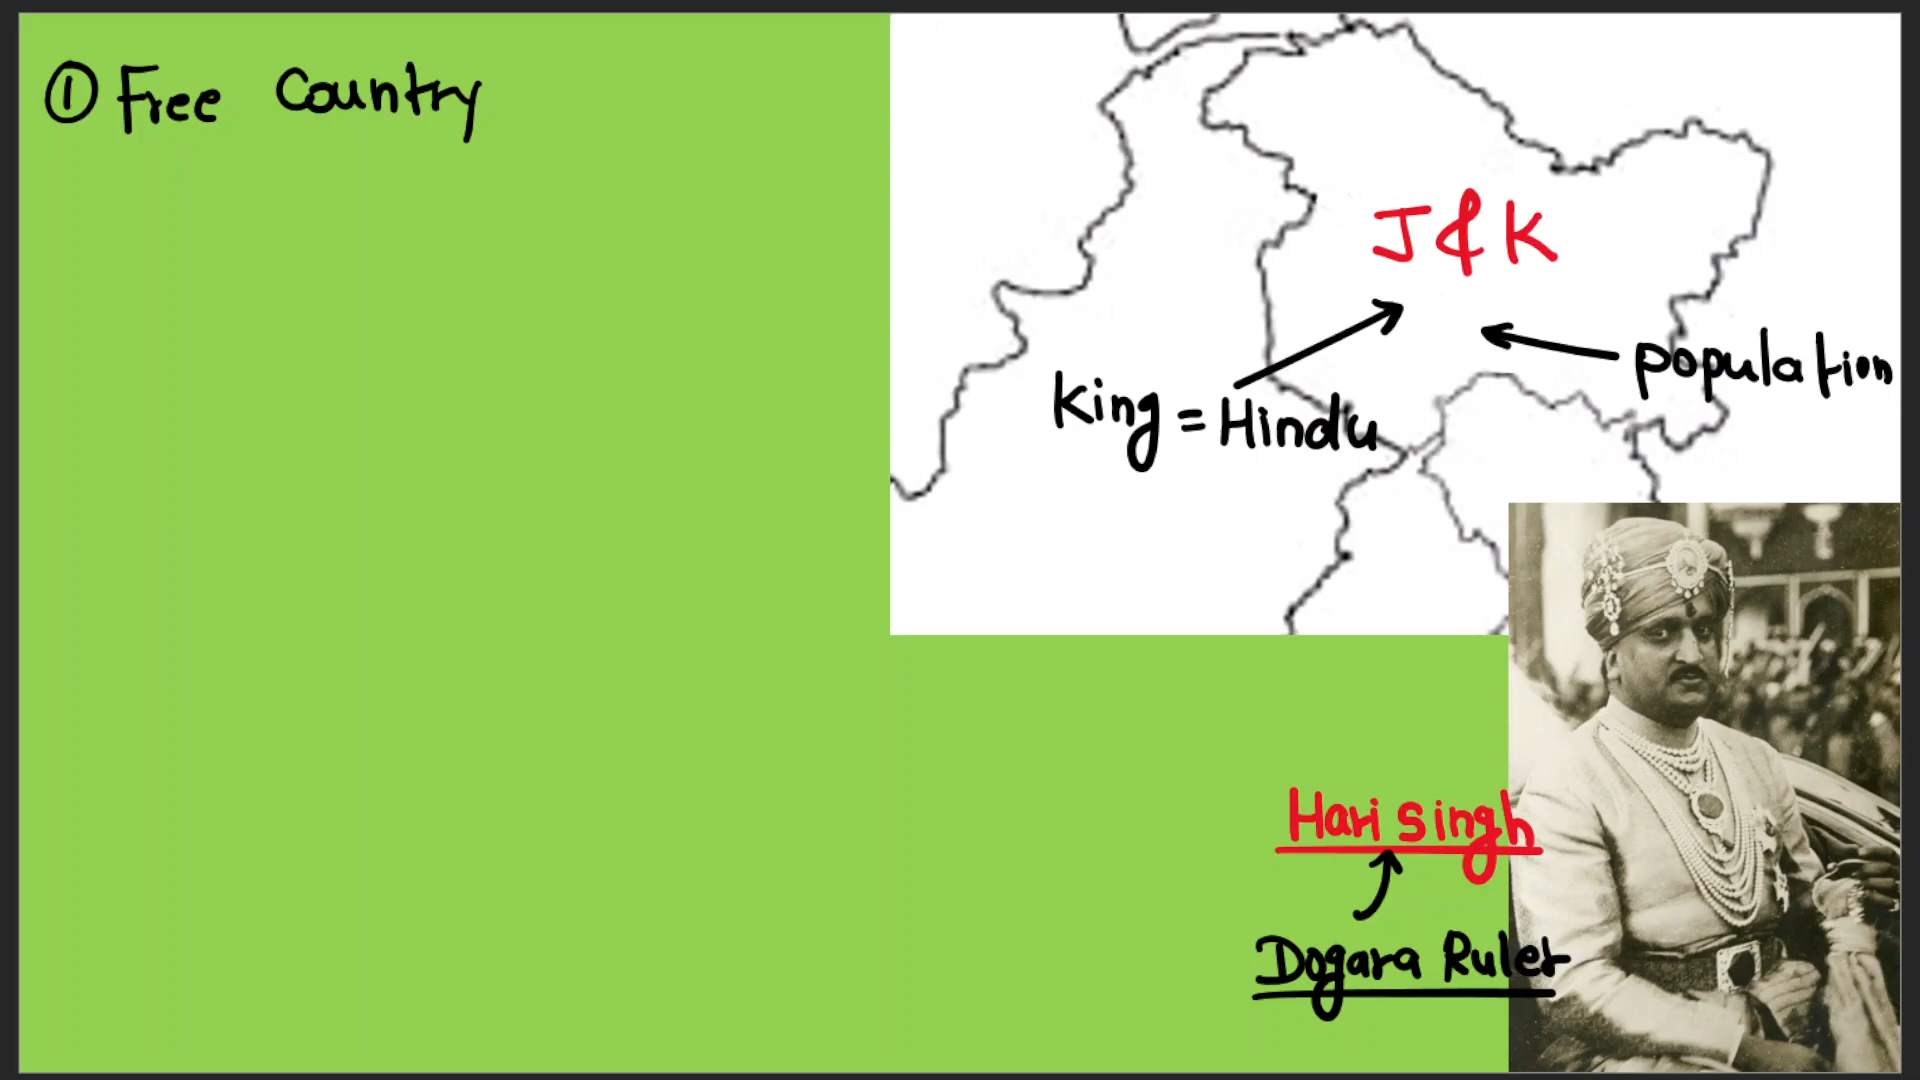 ① Free Country
J & K
King = Hindu
population
Hari singh
Dogara Ruler